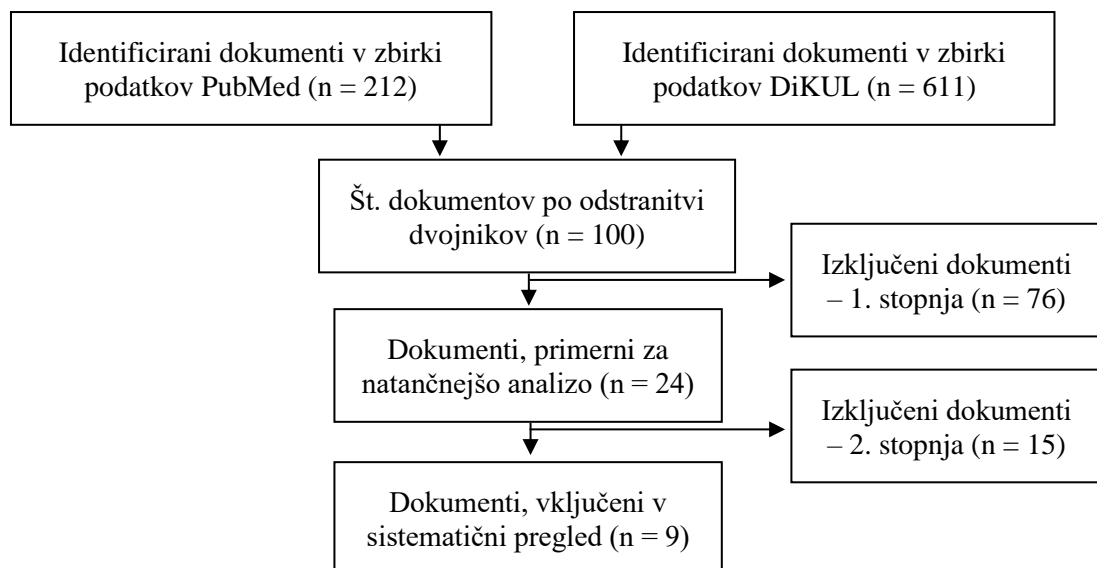 Identificirani dokumenti v zbirki
podatkov PubMed (n = 212)
Identificirani dokumenti v zbirki
podatkov DiKUL (n = 611)
Št. dokumentov po odstranitvi
dvojnikov (n = 100)
Izključeni dokumenti
– 1. stopnja (n = 76)
Dokumenti, primerni za
natančnejšo analizo (n = 24)
Izključeni dokumenti
– 2. stopnja (n = 15)
Dokumenti, vključeni v
sistematični pregled (n = 9)